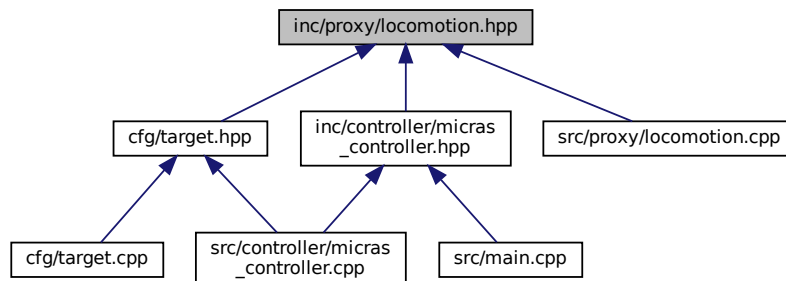 inc/proxy/locomotion.hpp
cfg/target.hpp
inc/controller/micras
_controller.hpp
src/proxy/locomotion.cpp
cfg/target.cpp
src/controller/micras
_controller.cpp
src/main.cpp